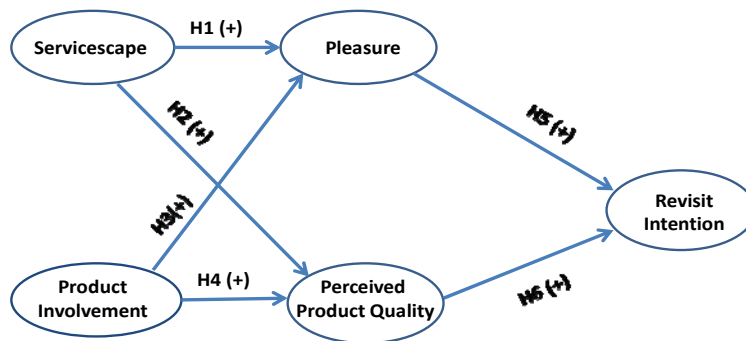 H1 (+)
Servicescape
Pleasure
H2 (+)
H5 (+)
H3(+)
Revisit
Intention
H4 (+)
Product
Involvement
Perceived
Product Quality
H6 (+)